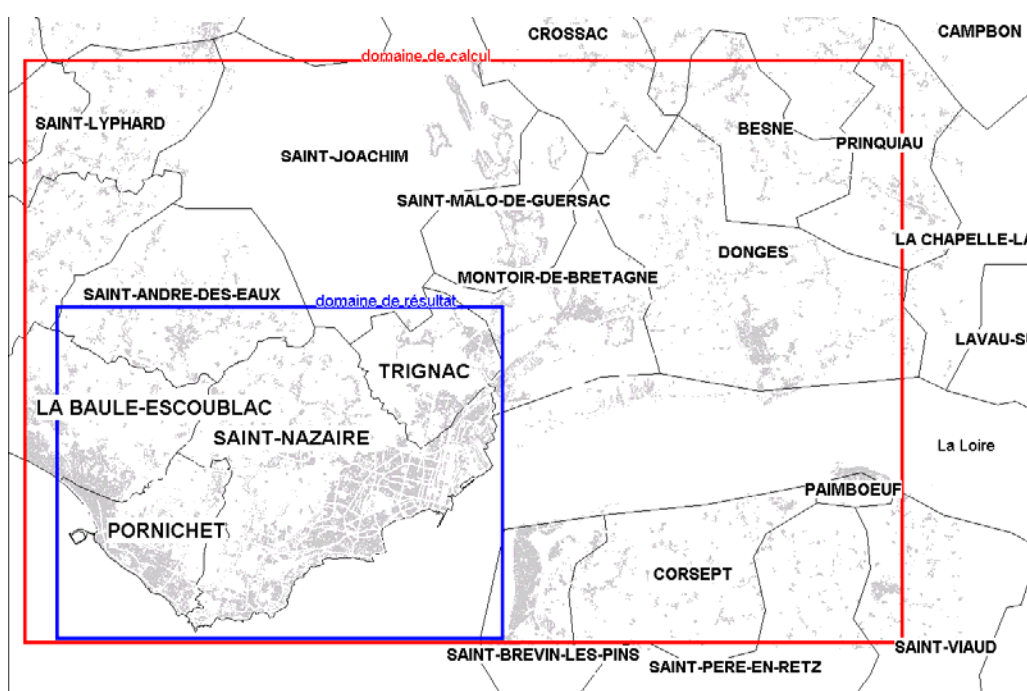 CROSSAC
CAMPBON
domaine de calcul
SAINT-LYPHARD
BESNE
PRINQUIAU
SAINT-JOACHIM
SAINT-MALO-DE-GUERSAC
LA CHAPELLE-LA
DONGES
MONTOIR-DE-BRETAGNE
SAINT-ANDRE-DES-EAUX
domaine de résultat
LAVAU-SU
TRIGNAC
LA BAULE-ESCOUBLAC
SAINT-NAZAIRE
La Loire
PAIMBOEUF
PORNICHET
CORSEPT
SAINT-VIAUD
SAINT-BREVIN-LES-PINS
SAINT-PERE-EN-RETZ